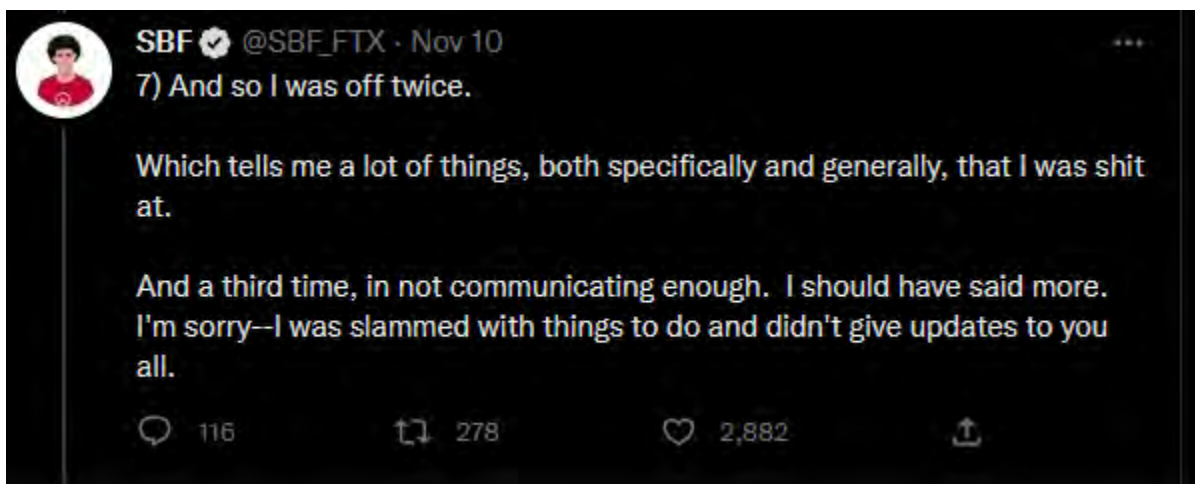 SBF @SBF_FTX · Nov 10
7) And so I was off twice.
Which tells me a lot of things, both specifically and generally, that I was shit
at.
And a third time, in not communicating enough.  I should have said more.
I'm sorry--I was slammed with things to do and didn't give updates to you
all.
116 278 2,882